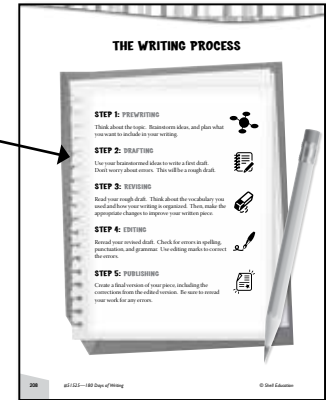 THE WRITING PROCESS
STEP 1: PREWRITING
Think about the topic. Brainstorm ideas, and plan what
you want to include in your writing.
STEP 2: DRAFTING
Use your brainstormed ideas to write a first draft.
Don't worry about errors. This will be a rough draft.
STEP 3: REVISING
Read your rough draft. Think about the vocabulary you
used and how your writing is organized. Then, make the
appropriate changes to improve your written piece.
STEP 4: EDITING
Reread your revised draft. Check for errors in spelling,
punctuation, and grammar. Use editing marks to correct
the errors.
STEP 5: PUBLISHING
Create a final version of your piece, including the
corrections from the edited version. Be sure to reread
your work for any errors.
208 #51525—180 Days of Writing © Shell Education